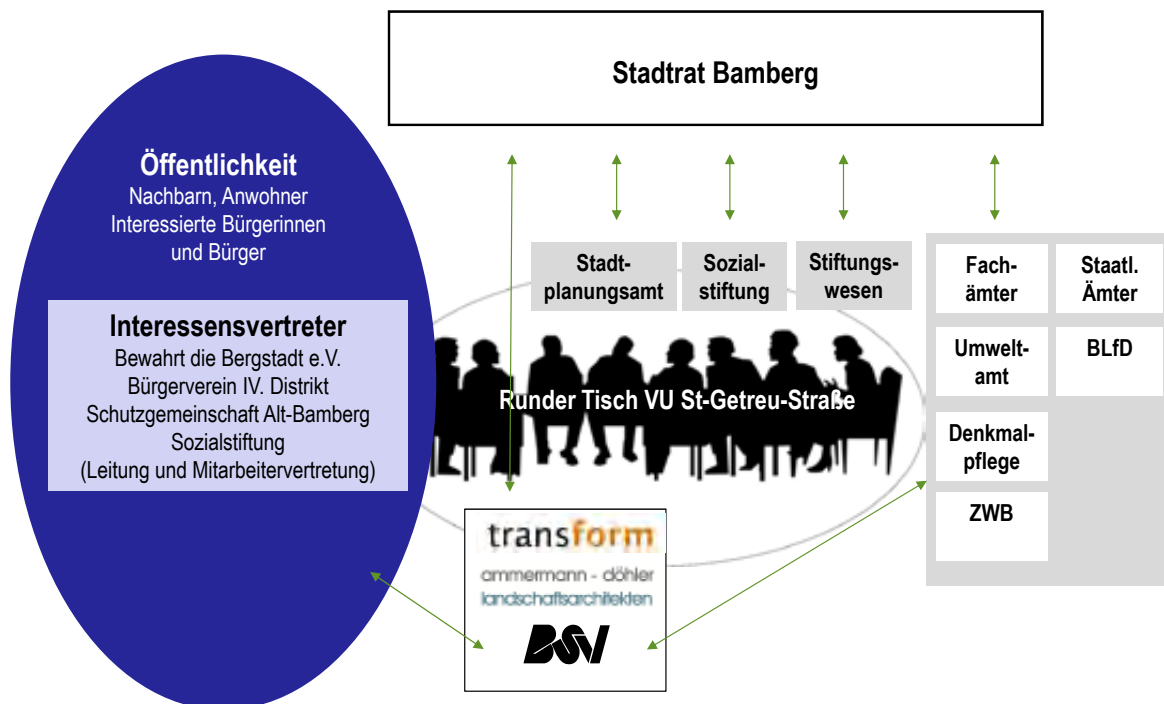 Stadtrat Bamberg
Öffentlichkeit
Nachbarn, Anwohner
Interessierte Bürgerinnen
und Bürger
Interessensvertreter
Bewahrt die Bergstadt e.V.
Bürgerverein IV. Distrikt
Schutzgemeinschaft Alt-Bamberg
Sozialstiftung
(Leitung und Mitarbeitervertretung)
Stadt-
planungsamt
Sozial-
stiftung
Stiftungs-
wesen
Runder Tisch VU St-Getreu-Straße
transform
ammermann - döhler
landschaftsarchitekten
BSV
Fach-
ämter
Staatl.
Ämter
Umwelt-
amt
BLfD
Denkmal-
pflege
ZWB